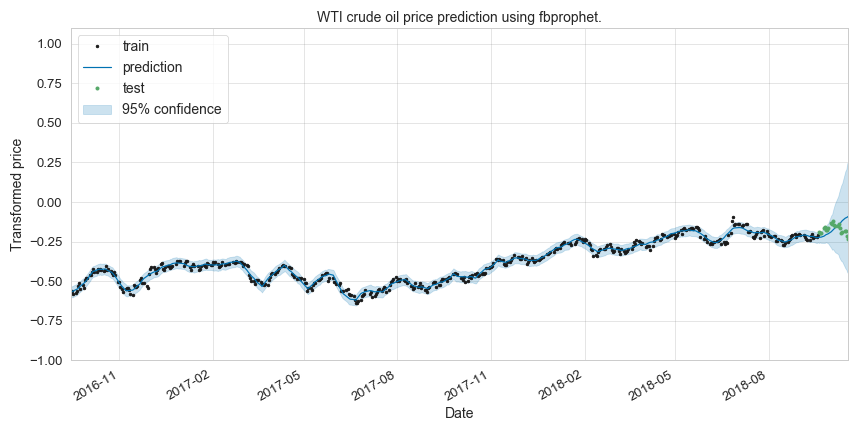 WTI crude oil price prediction using fbprophet.
train
prediction
test
95% confidence
Transformed price
1.00
0.75
0.50
0.25
0.00
−0.25
−0.50
−0.75
−1.00
2016-11
2017-02
2017-05
2017-08
2017-11
2018-02
2018-05
2018-08
Date